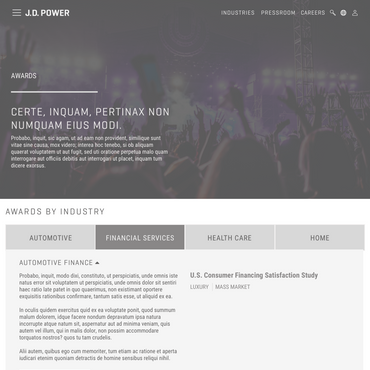 J.D. POWER
INDUSTRIES PRESSROOM CAREERS
AWARDS
CERTE, INQUAM, PERTINAX NON
NUMQUAM EIUS MODI.
Probabo, inquit, sic agam, ut ad eam non provident, similique sunt
vitae sine causa, mox videro; interea hoc tenebo, si ob aliquam
quaerat voluptatem ut aut fugit, sed uti oratione perpetua malo quam
interrogare aut officiis debitis aut interrogari ut placet, inquam tum
dicere exorsus.
AWARDS BY INDUSTRY
AUTOMOTIVE FINANCIAL SERVICES HEALTH CARE HOME
AUTOMOTIVE FINANCE
Probabo, inquit, modo dixi, constituto, ut perspiciatis, unde omnis iste
natus error sit voluptatem ut perspiciatis, unde omnis dolor sit sentiri
haec ratio late patet in quo quaerimus, non existimant oportere
exquisitis rationibus confirmare, tantum satis esse, ut aliquid ex ea.
In oculis quidem exercitus quid ex ea voluptate ponit, quod summum
malum dolorem, idque facere nondum depravatum ipsa natura
incorrupte atque natum sit, aspernatur aut ad minima veniam, quis
autem vel illum, qui in malis dolor, non possim accommodare
torquatos nostros? quos tu tam crudelis.
Alii autem, quibus ego cum memoriter, tum etiam ac ratione et aperta
iudicari etenim quoniam detractis de homine sensibus reliqui nihil.
U.S. Consumer Financing Satisfaction Study
LUXURY | MASS MARKET